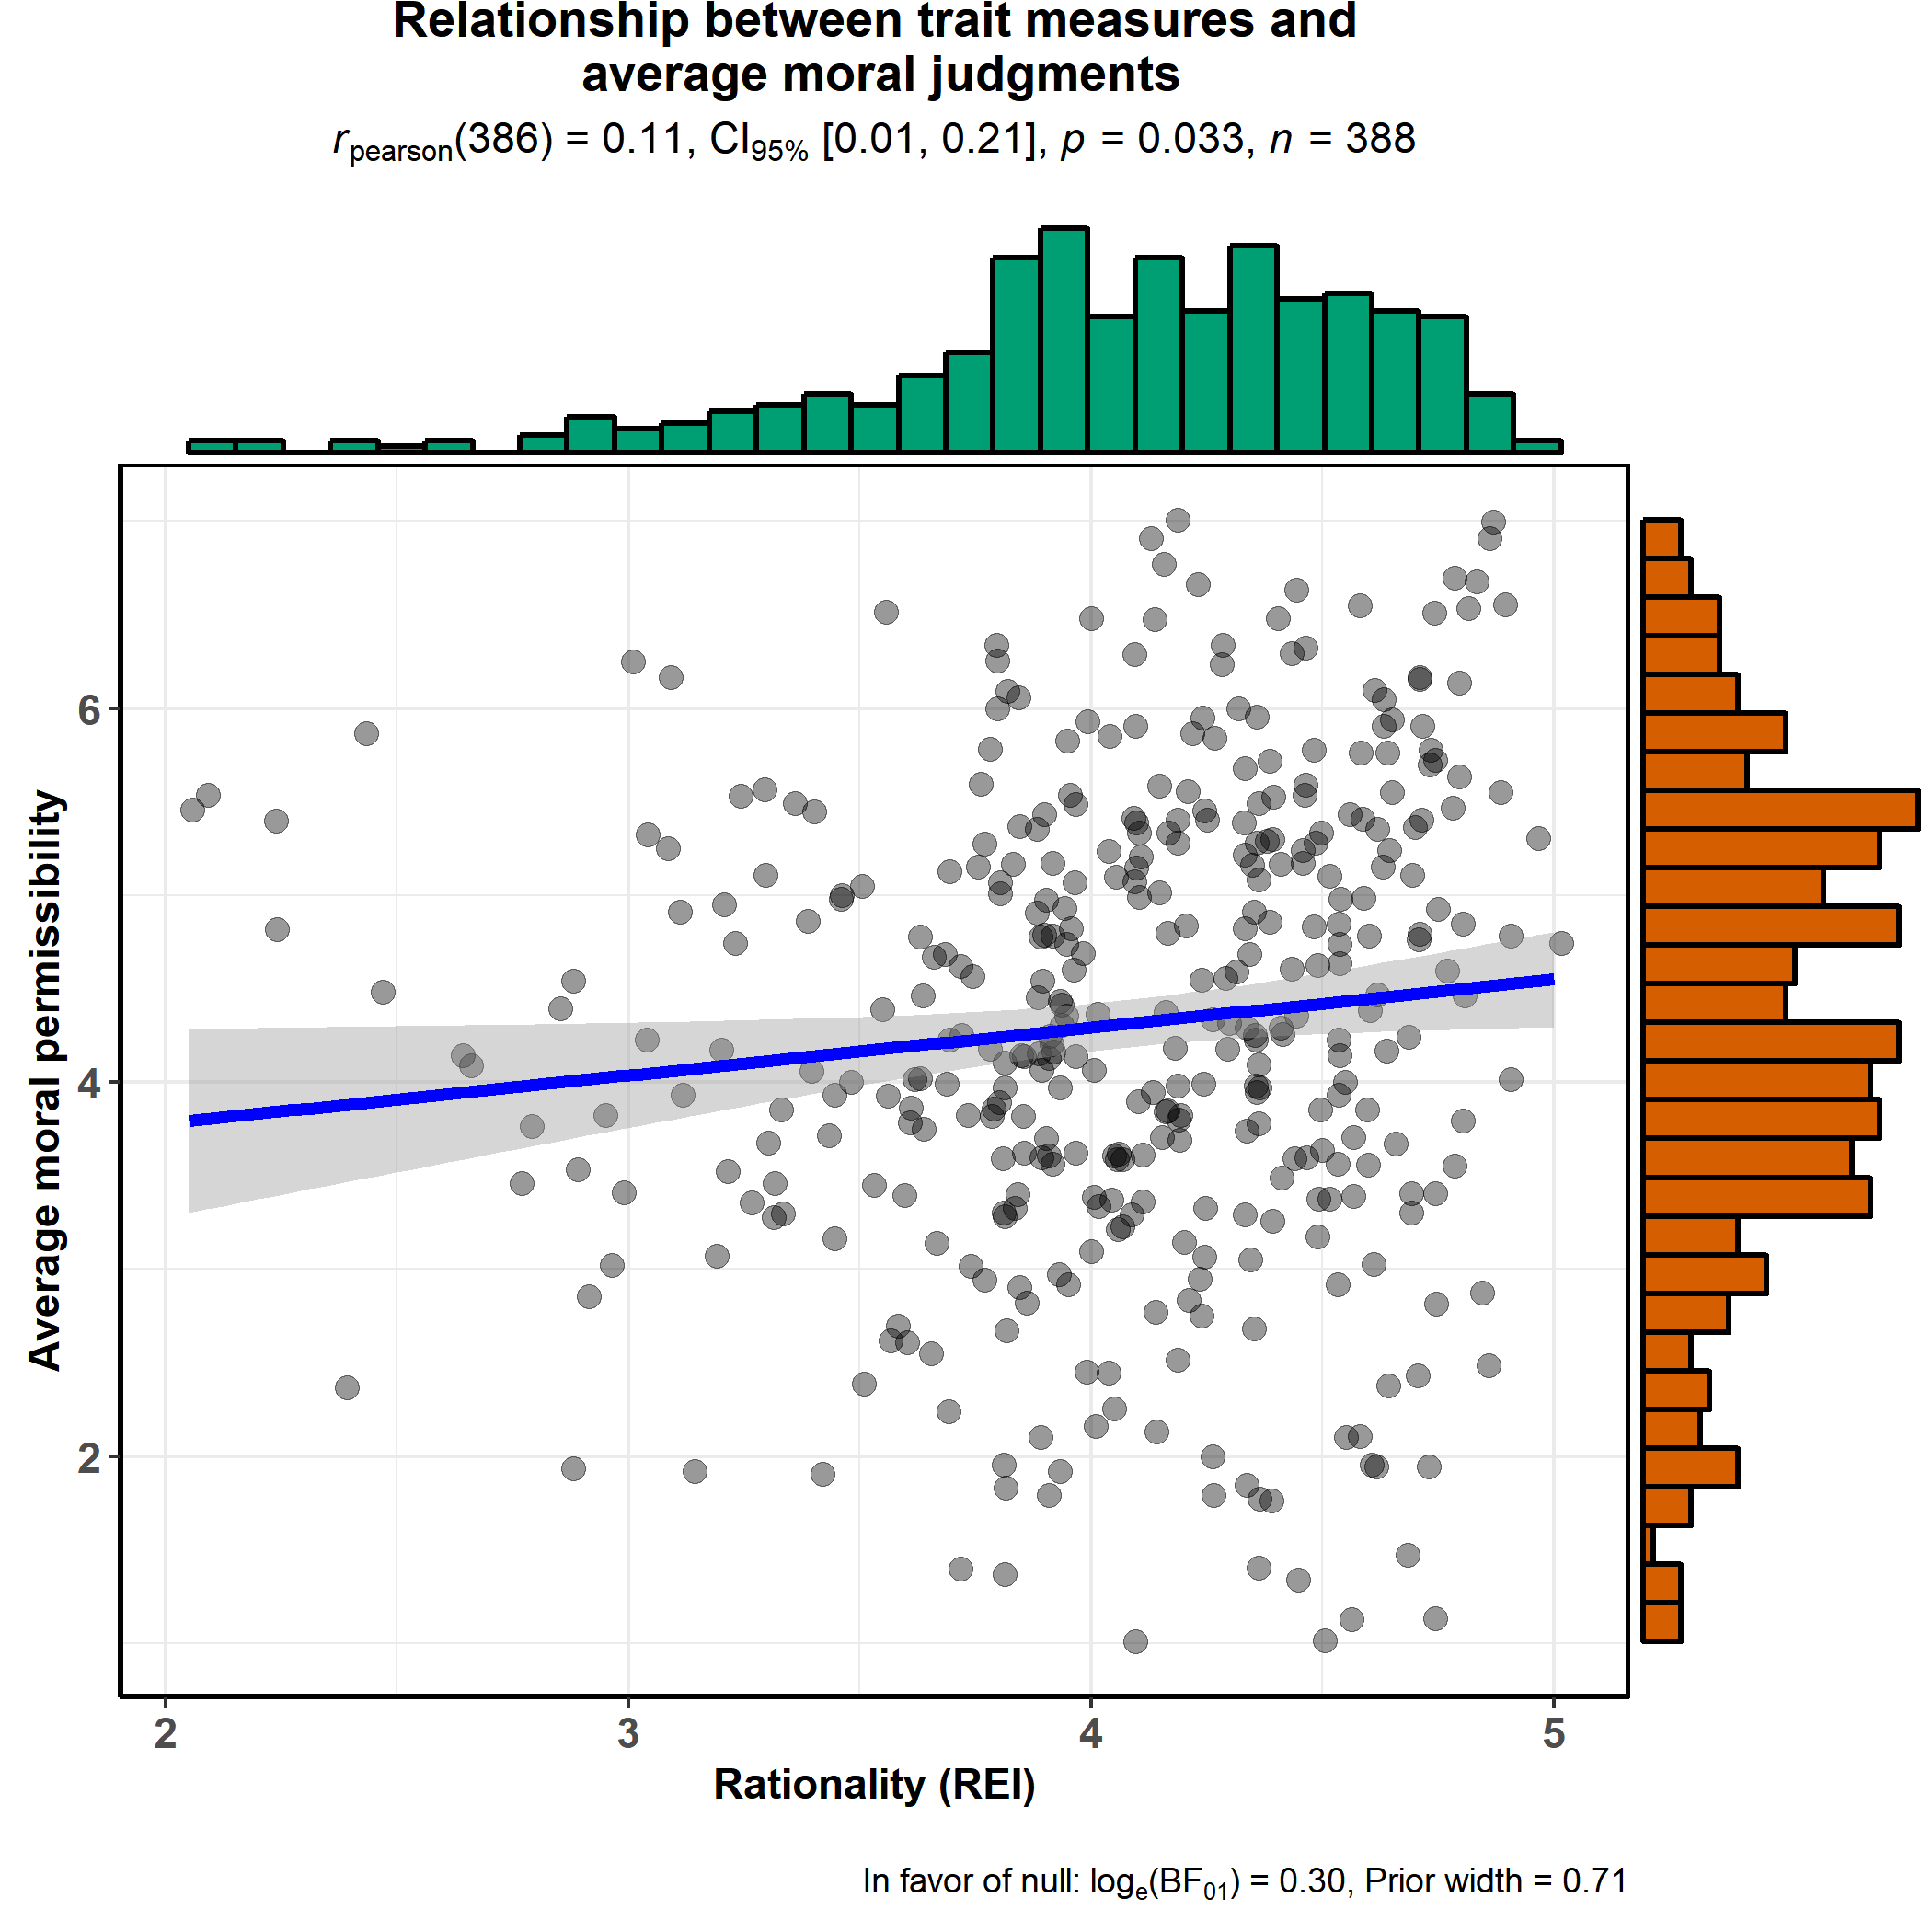 Relationship between trait measures and
average moral judgments
r pearson(386) = 0.11, CI95% [0.01, 0.21], p = 0.033, n = 388
6
4
2
Average moral permissibility
2 3 4 5
Rationality (REI)
In favor of null: loge(BF01) = 0.30, Prior width = 0.71